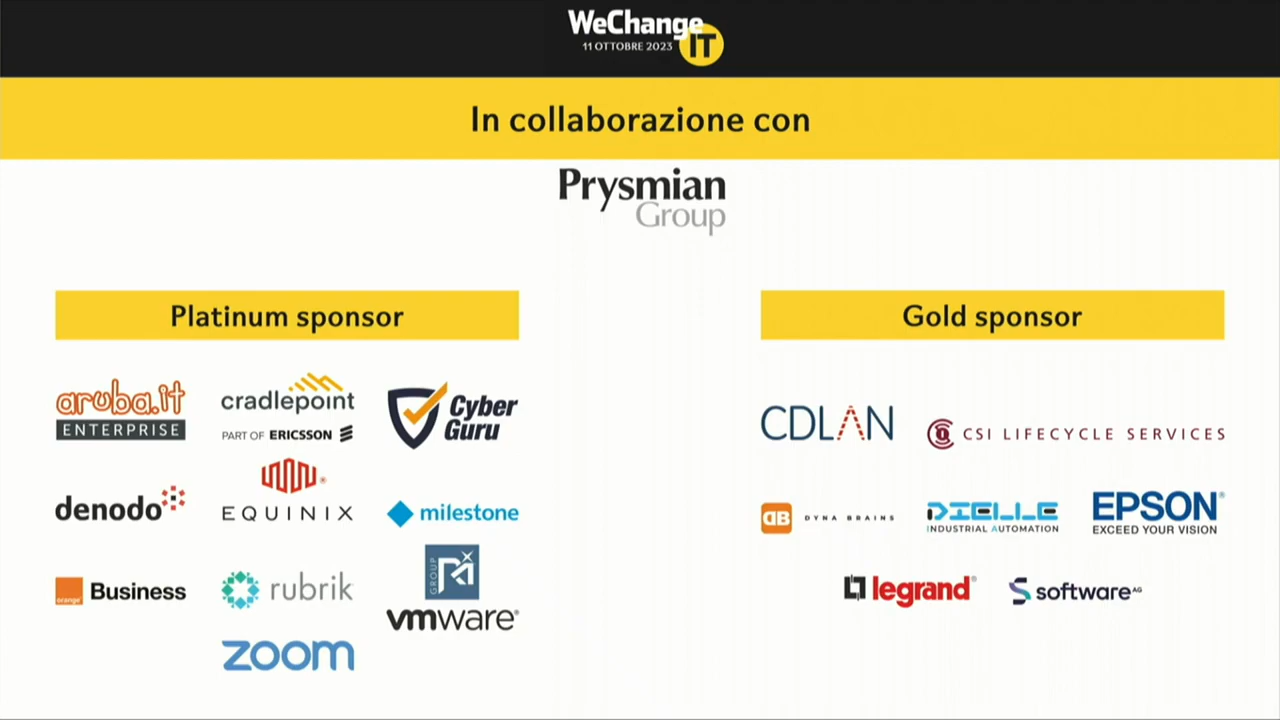 WeChange
11 OTTOBRE 2023 IT
In collaborazione con
Prysmian
Group
Platinum sponsor
aruba.it
ENTERPRISE
cradlepoint
PART OF ERICSSON
Cyber
Guru
denodo
EQUINIX
milestone
orange Business
rubrik
GROUP
vmware®
zoom
Gold sponsor
CDLAN
CSI LIFECYCLE SERVICES
DB DYNA BRAINS
DIELLE
INDUSTRIAL AUTOMATION
EPSON®
EXCEED YOUR VISION
legrand®
software AG